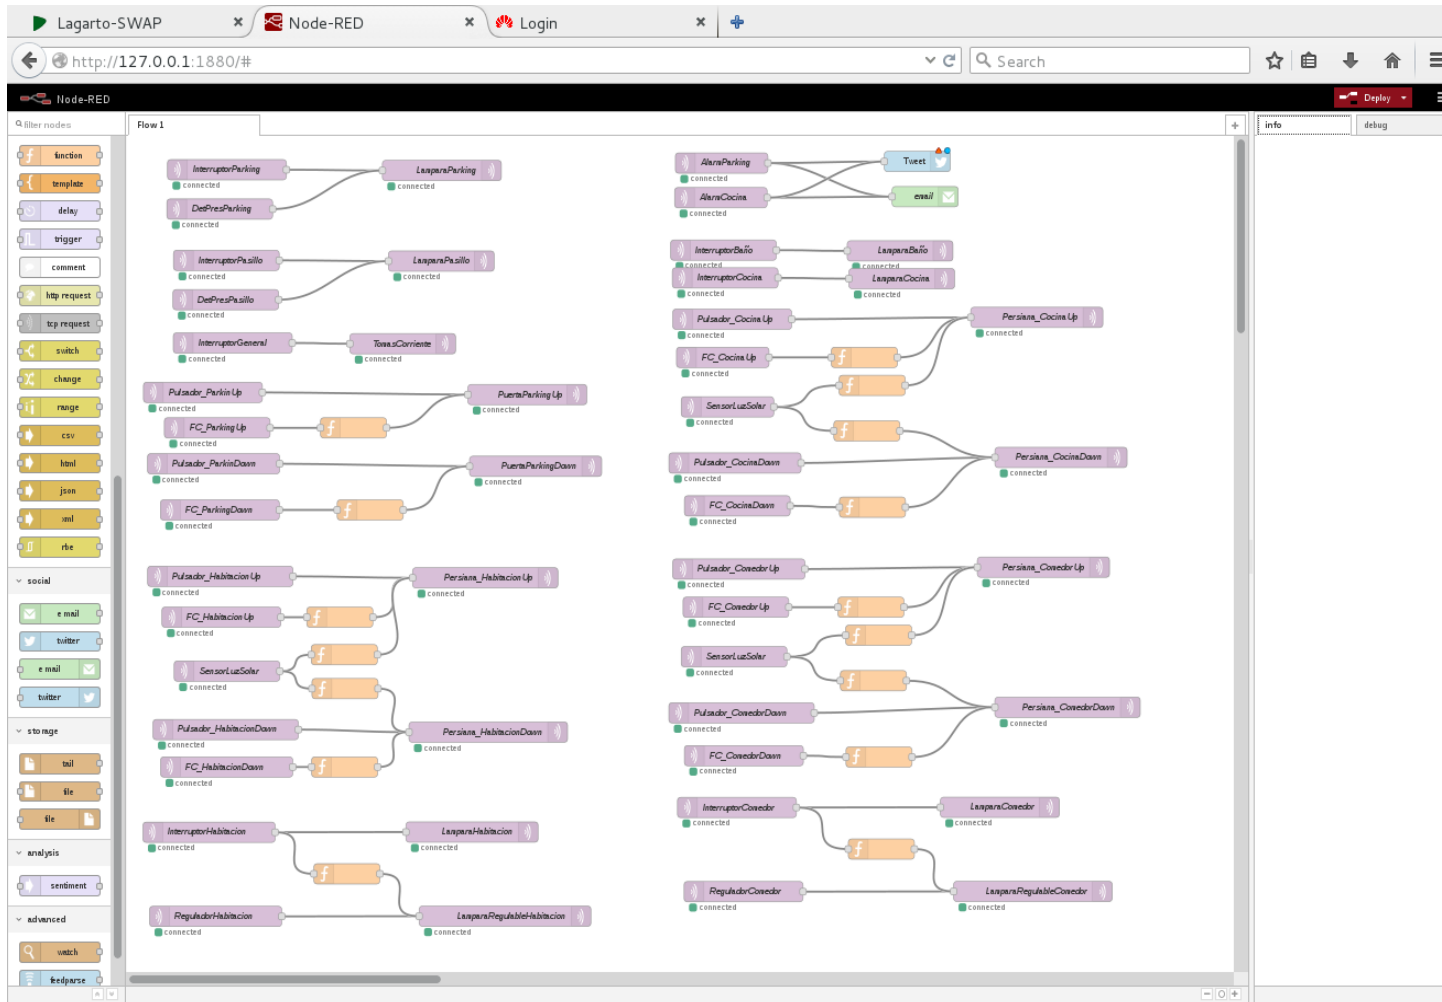 Lagarto-SWAP
Node-RED
Login
http://127.0.0.1:1880/#
Search
Node-RED
Deploy
filter nodes
Flow 1
info
debug
function
template
delay
trigger
comment
http request
tcp request
switch
change
range
csv
html
json
xml
rbe
social
e mail
twitter
e mail
twitter
storage
tail
file
file
analysis
sentiment
advanced
watch
feedparse
InterruptorParking
connected
LamparaParking
connected
DetPresParking
connected
InterruptorPasillo
connected
LamparaPasillo
connected
DetPresPasillo
connected
InterruptorGeneral
connected
TomasCorriente
connected
Pulsador_ParkinUp
connected
PuertaParkingUp
connected
FC_ParkingUp
connected
Pulsador_ParkinDown
connected
PuertaParkingDown
connected
FC_ParkingDown
connected
Pulsador_HabitacionUp
connected
Persiana_HabitacionUp
connected
FC_HabitacionUp
connected
SensorLuzSolar
connected
Pulsador_HabitacionDown
connected
Persiana_HabitacionDown
connected
FC_HabitacionDown
connected
InterruptorHabitacion
connected
LamparaHabitacion
connected
ReguladorHabitacion
connected
LamparaRegulableHabitacion
connected
AlarmParking
connected
Tweet
AlarmCocina
connected
email
InterruptorBaño
connected
LamparaBaño
connected
InterruptorCocina
connected
LamparaCocina
connected
Pulsador_CocinaUp
connected
Persiana_CocinaUp
connected
FC_CocinaUp
connected
SensorLuzSolar
connected
Pulsador_CocinaDown
connected
Persiana_CocinaDown
connected
FC_CocinaDown
connected
Pulsador_ComedorUp
connected
Persiana_ComedorUp
connected
FC_ComedorUp
connected
SensorLuzSolar
connected
Pulsador_ComedorDown
connected
Persiana_ComedorDown
connected
FC_ComedorDown
connected
InterruptorComedor
connected
LamparaComedor
connected
ReguladorComedor
connected
LamparaRegulableComedor
connected